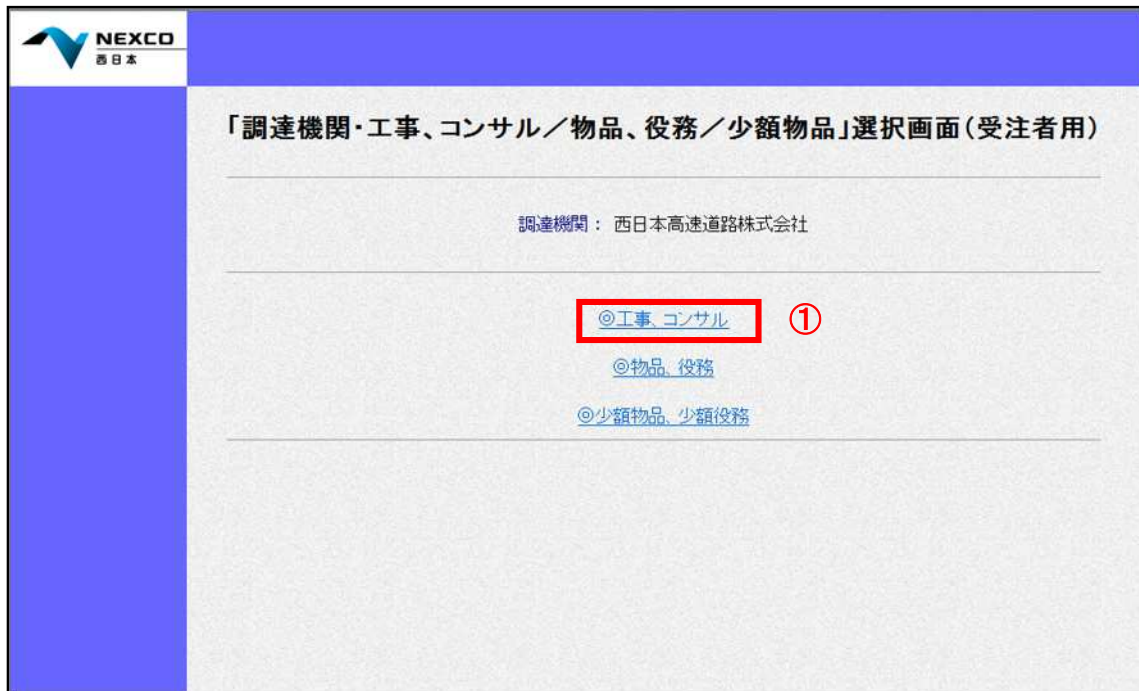 NEXCO
西日本
「調達機関・工事、コンサル／物品、役務／少額物品」選択画面（受注者用）
調達機関： 西日本高速道路株式会社
◎工事、コンサル
①
◎物品、役務
◎少額物品、少額役務